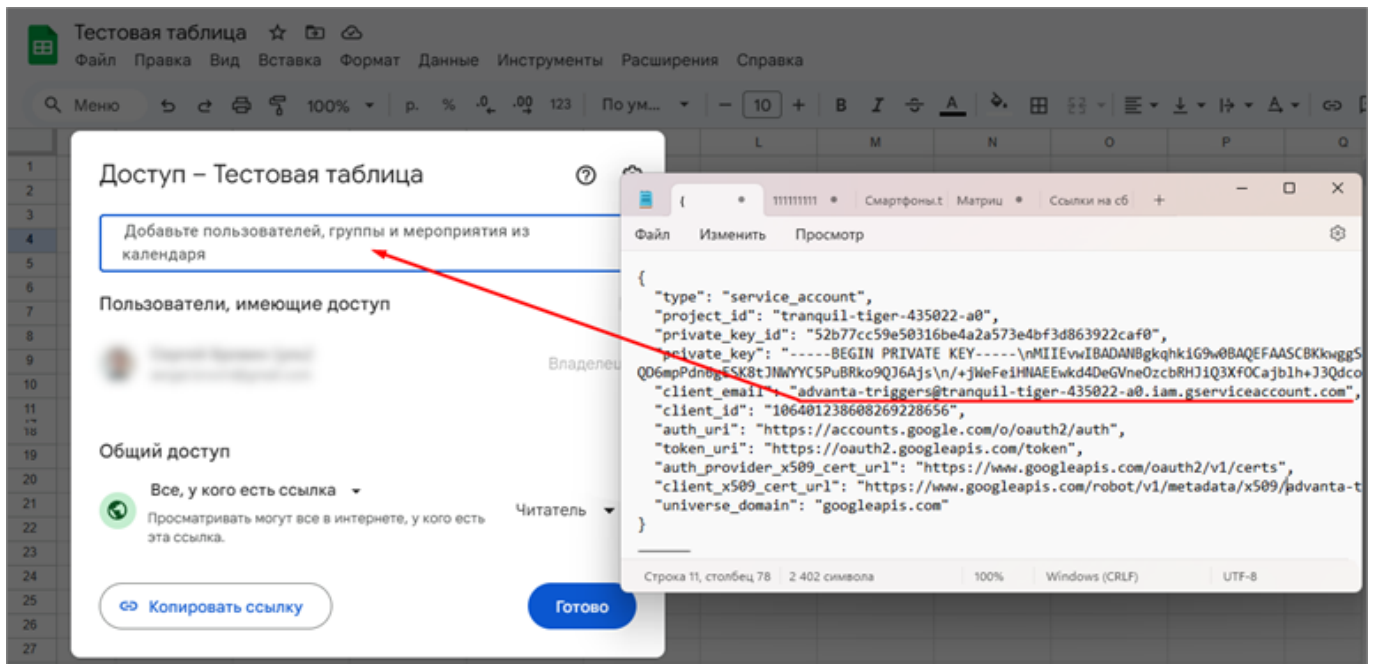 Тестовая таблица
Файл Правка Вид Вставка Формат Данные Инструменты Расширения Справка
Меню 100% р. % .0 .00 123 По ум... − 10 + B I A A
L M N O P Q
1
2
3
4
5
6
7
8
9
10
11
18
19
20
21
22
23
24
25
26
27
Доступ – Тестовая таблица
Добавьте пользователей, группы и мероприятия из
календаря
Пользователи, имеющие доступ
Владелец
Общий доступ
Все, у кого есть ссылка
Просматривать могут все в интернете, у кого есть
эта ссылка.
Читатель
Копировать ссылку
Готово
{ 111111111 Смартфоны.t Матриц Ссылки на сб +
Файл Изменить Просмотр
{
"type": "service_account",
"project_id": "tranquil-tiger-435022-a0",
"private_key_id": "52b77cc59e50316be4a2a573e4bf3d863922caf0",
"private_key": "-----BEGIN PRIVATE KEY-----\nMIIEvwIBADANBgkqhkiG9w0BAQEFAASCBKkwggS
QD6mpPdn6gESK8tJNWYYC5PuBRko9QJ6Ajs\n/+jWeFeiHNAEEwkd4DeGVneOzcbRHJiQ3XfOCajblh+J3Qdco
"client_email": "advanta-triggers@tranquil-tiger-435022-a0.iam.gserviceaccount.com",
"client_id": "106401238608269228656",
"auth_uri": "https://accounts.google.com/o/oauth2/auth",
"token_uri": "https://oauth2.googleapis.com/token",
"auth_provider_x509_cert_url": "https://www.googleapis.com/oauth2/v1/certs",
"client_x509_cert_url": "https://www.googleapis.com/robot/v1/metadata/x509/advanta-t
"universe_domain": "googleapis.com"
}
Строка 11, столбец 78 2 402 символа 100% Windows (CRLF) UTF-8